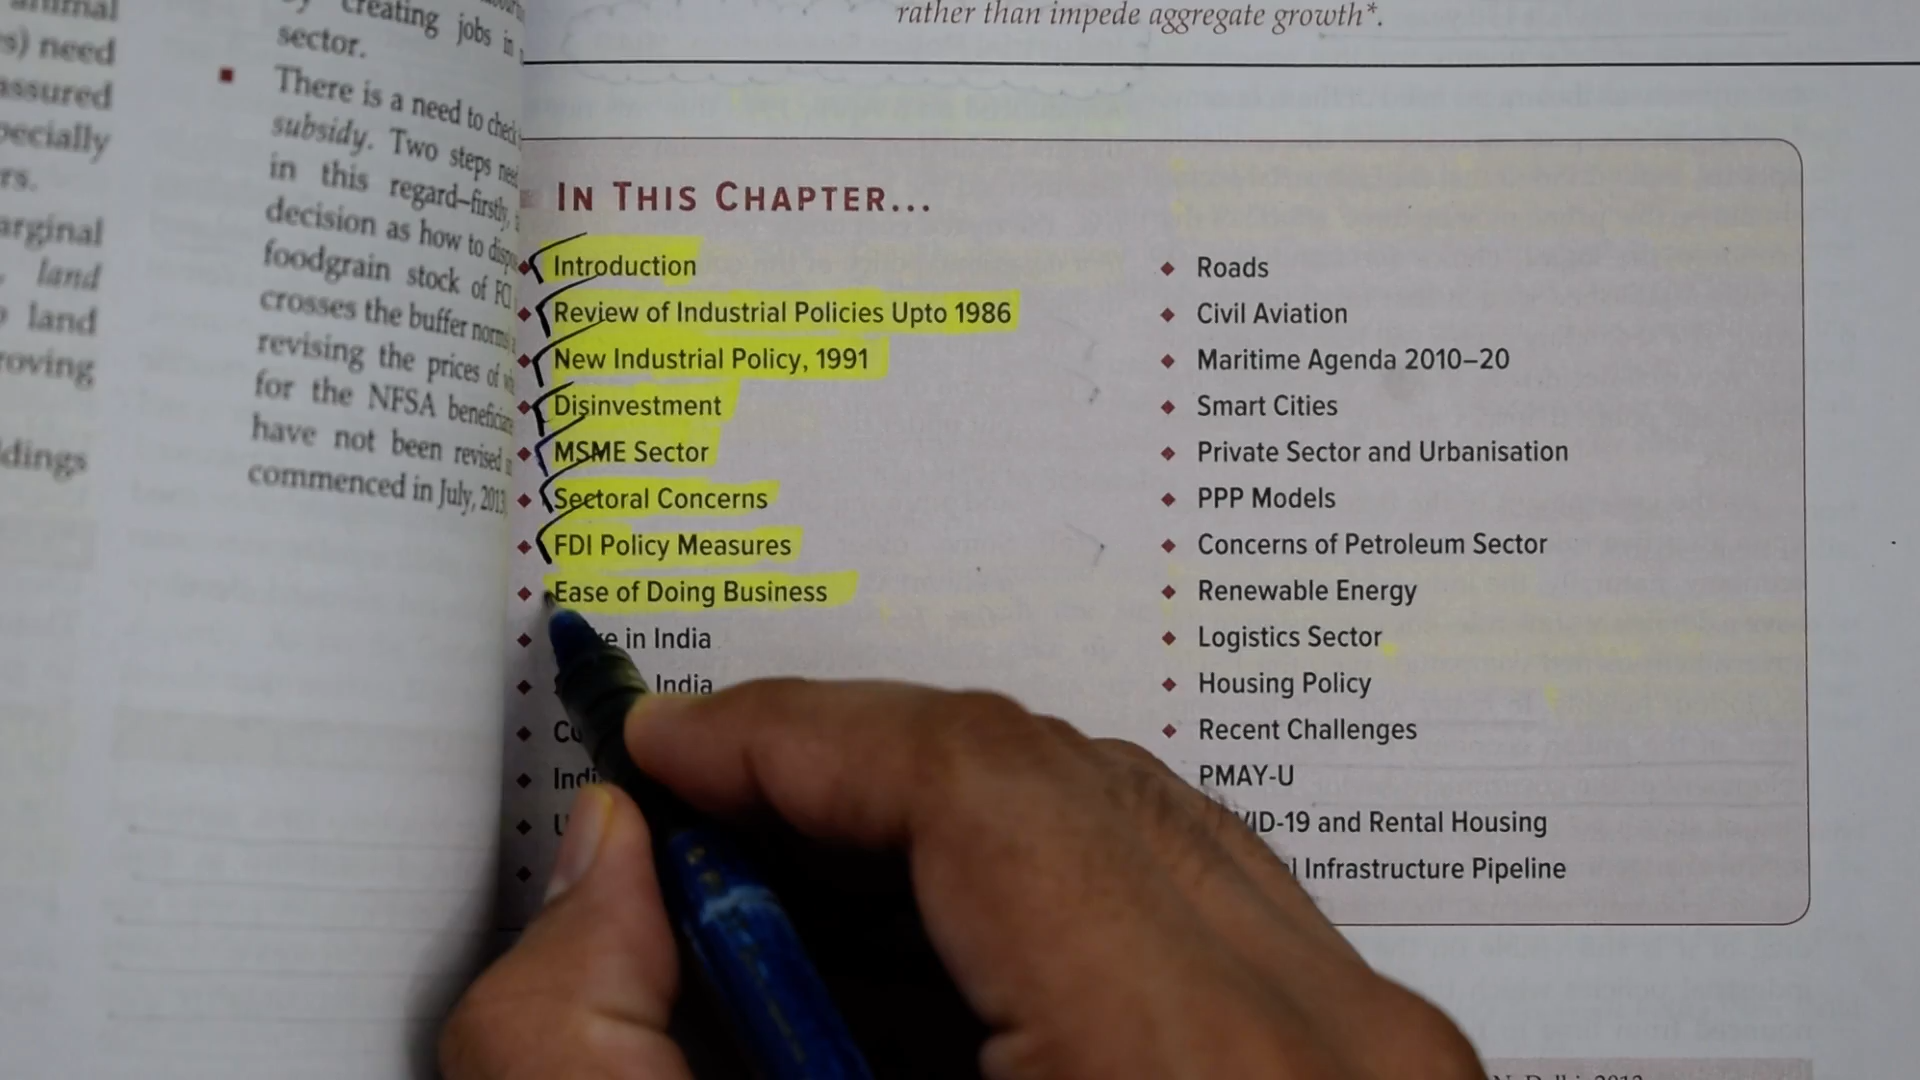 animal
s) need
assured
pecially
rs.
arginal
land
land
roving
dings
creating jobs in
sector.
There is a need to check
subsidy. Two steps
in this regard–firstly,
decision as how to
foodgrain stock of FCI
crosses the buffer norms
revising the prices of
for the NFSA
have not been revised
commenced in July, 2013
rather than impede aggregate growth*.
IN THIS CHAPTER...
Introduction
Review of Industrial Policies Upto 1986
New Industrial Policy, 1991
Disinvestment
MSME Sector
Sectoral Concerns
FDI Policy Measures
Ease of Doing Business
in India
India
Roads
Civil Aviation
Maritime Agenda 2010–20
Smart Cities
Private Sector and Urbanisation
PPP Models
Concerns of Petroleum Sector
Renewable Energy
Logistics Sector
Housing Policy
Recent Challenges
PMAY-U
VID-19 and Rental Housing
Infrastructure Pipeline